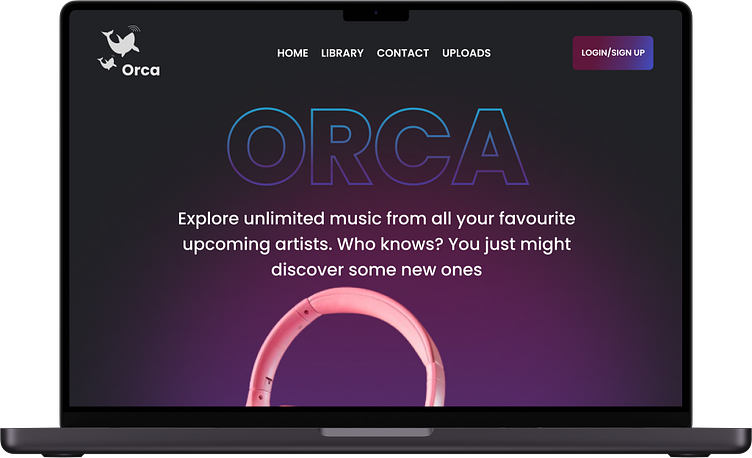 Orca
HOME LIBRARY CONTACT UPLOADS
LOGIN/SIGN UP
ORCA
Explore unlimited music from all your favourite
upcoming artists. Who knows? You just might
discover some new ones